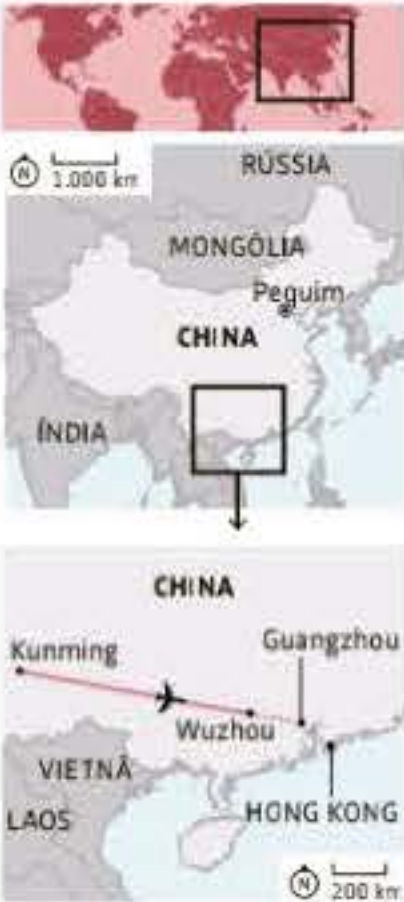 N
1.000 km
RÚSSIA
MONGÓLIA
Pequim
CHINA
ÍNDIA
CHINA
Guangzhou
Kunming
Wuzhou
VIETNÃ
HONG KONG
LAOS
N
200 km